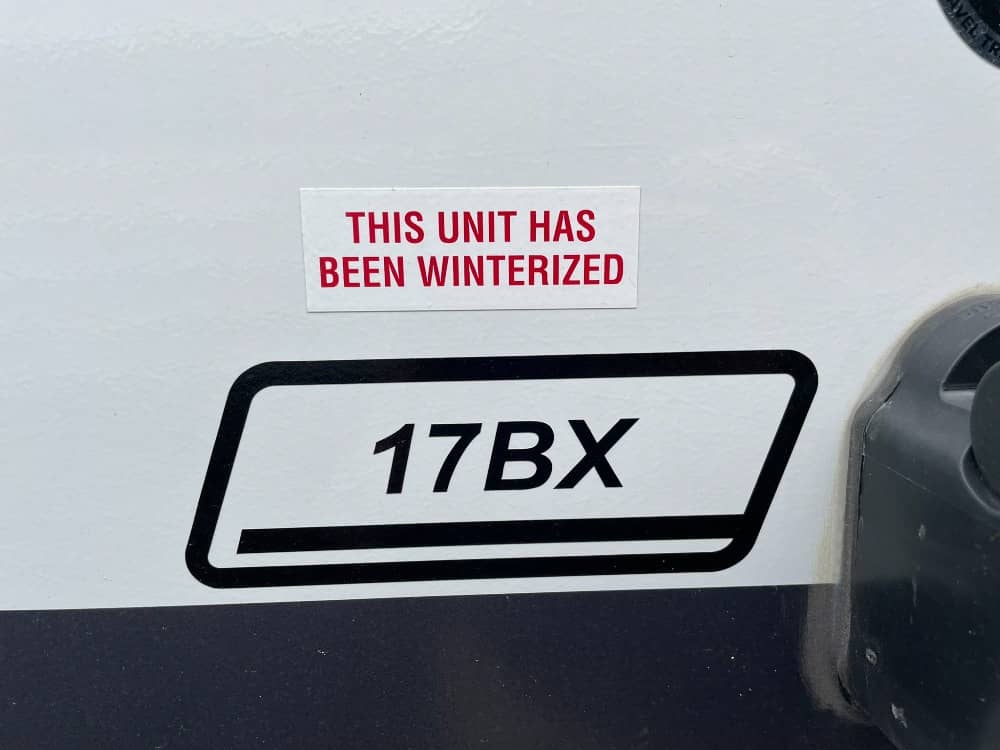 THIS UNIT HAS
BEEN WINTERIZED
17BX